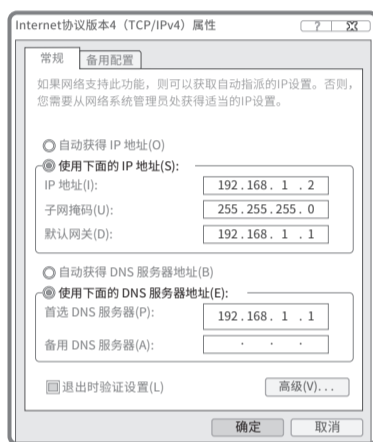 Internet协议版本4（TCP/IPv4）属性
?
常规 备用配置
如果网络支持此功能，则可以获取自动指派的IP设置。否则，
您需要从网络系统管理员处获得适当的IP设置。
自动获得 IP 地址(O)
使用下面的 IP 地址(S):
IP 地址(I): 192.168. 1 . 2
子网掩码(U): 255.255.255. 0
默认网关(D): 192.168. 1 . 1
自动获得 DNS 服务器地址(B)
使用下面的 DNS 服务器地址(E):
首选 DNS 服务器(P): 192.168. 1 . 1
备用 DNS 服务器(A): . . .
退出时验证设置(L) 高级(V)...
确定 取消